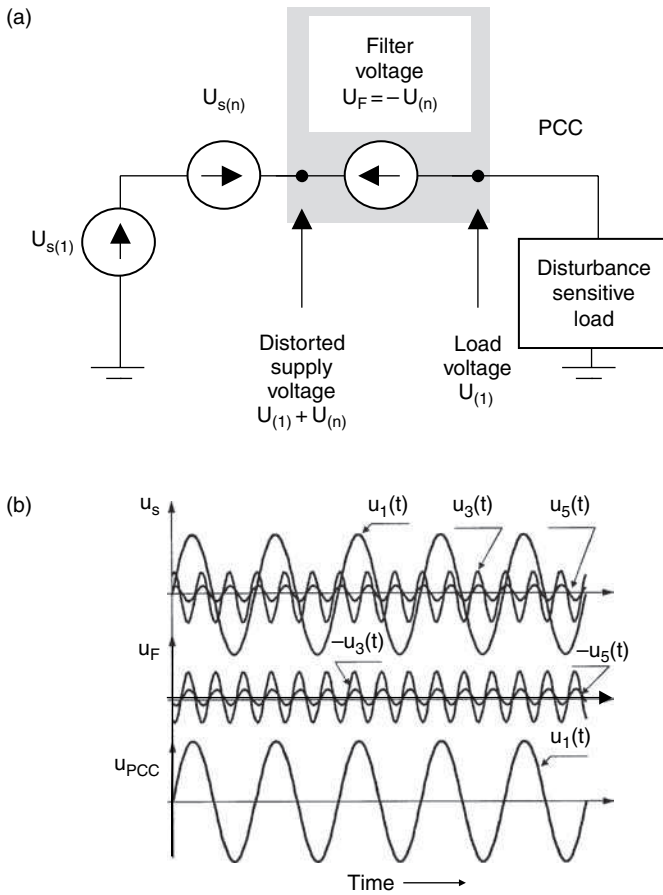 (a)
Filter
voltage
U_F = – U_(n)
U_s(n)
PCC
U_s(1)
Disturbance
sensitive
load
Distorted
supply
voltage
U_(1) + U_(n)
Load
voltage
U_(1)
(b)
u_s
u_1(t)
u_3(t)
u_5(t)
u_F
–u_3(t)
–u_5(t)
u_PCC
u_1(t)
Time